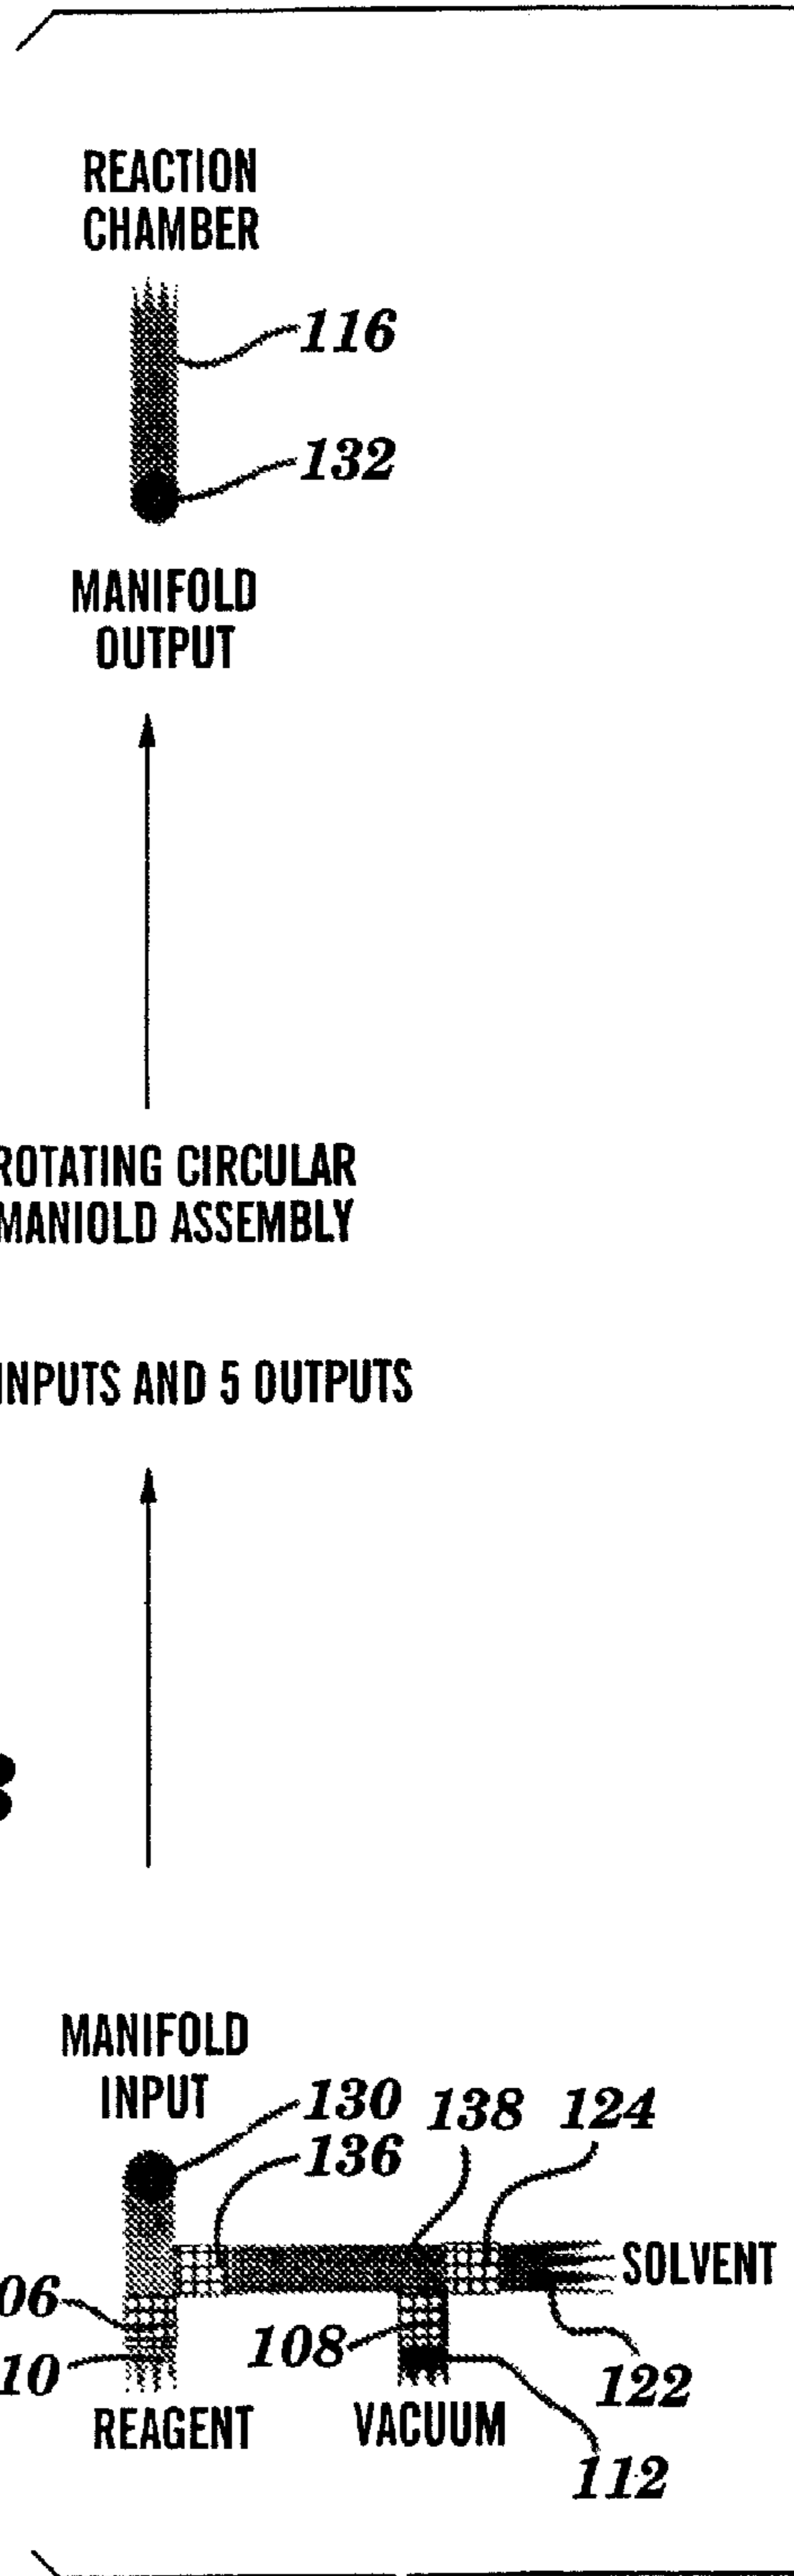 REACTION
CHAMBER
116
132
MANIFOLD
OUTPUT
ROTATING CIRCULAR
MANIOLD ASSEMBLY
INPUTS AND 5 OUTPUTS
MANIFOLD
INPUT
130 138 124
136
SOLVENT
06
108
10
122
REAGENT VACUUM
112